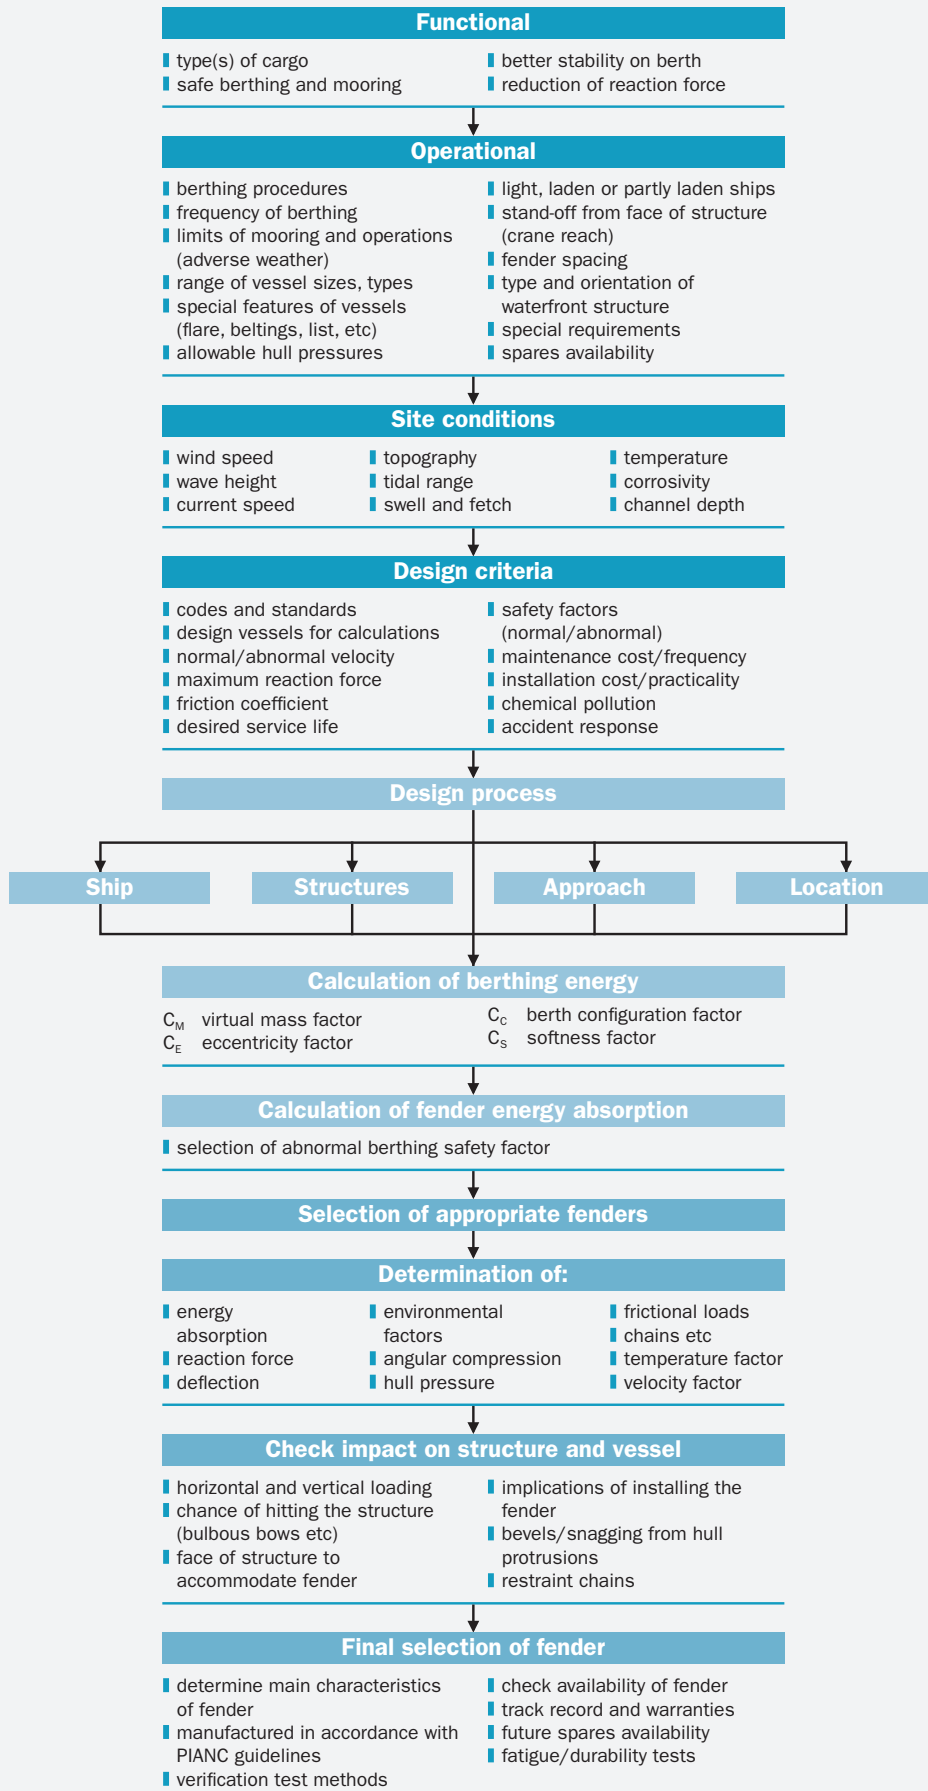 Functional
type(s) of cargo
safe berthing and mooring
better stability on berth
reduction of reaction force
Operational
berthing procedures
frequency of berthing
limits of mooring and operations
(adverse weather)
range of vessel sizes, types
special features of vessels
(flare, beltings, list, etc)
allowable hull pressures
light, laden or partly laden ships
stand-off from face of structure
(crane reach)
fender spacing
type and orientation of
waterfront structure
special requirements
spares availability
Site conditions
wind speed
wave height
current speed
topography
tidal range
swell and fetch
temperature
corrosivity
channel depth
Design criteria
codes and standards
design vessels for calculations
normal/abnormal velocity
maximum reaction force
friction coefficient
desired service life
safety factors
(normal/abnormal)
maintenance cost/frequency
installation cost/practicality
chemical pollution
accident response
Design process
Ship
Structures
Approach
Location
Calculation of berthing energy
CM virtual mass factor
CE eccentricity factor
CC berth configuration factor
CS softness factor
Calculation of fender energy absorption
selection of abnormal berthing safety factor
Selection of appropriate fenders
Determination of:
energy
absorption
reaction force
deflection
environmental
factors
angular compression
hull pressure
frictional loads
chains etc
temperature factor
velocity factor
Check impact on structure and vessel
horizontal and vertical loading
chance of hitting the structure
(bulbous bows etc)
face of structure to
accommodate fender
implications of installing the
fender
bevels/snagging from hull
protrusions
restraint chains
Final selection of fender
determine main characteristics
of fender
manufactured in accordance with
PIANC guidelines
verification test methods
check availability of fender
track record and warranties
future spares availability
fatigue/durability tests